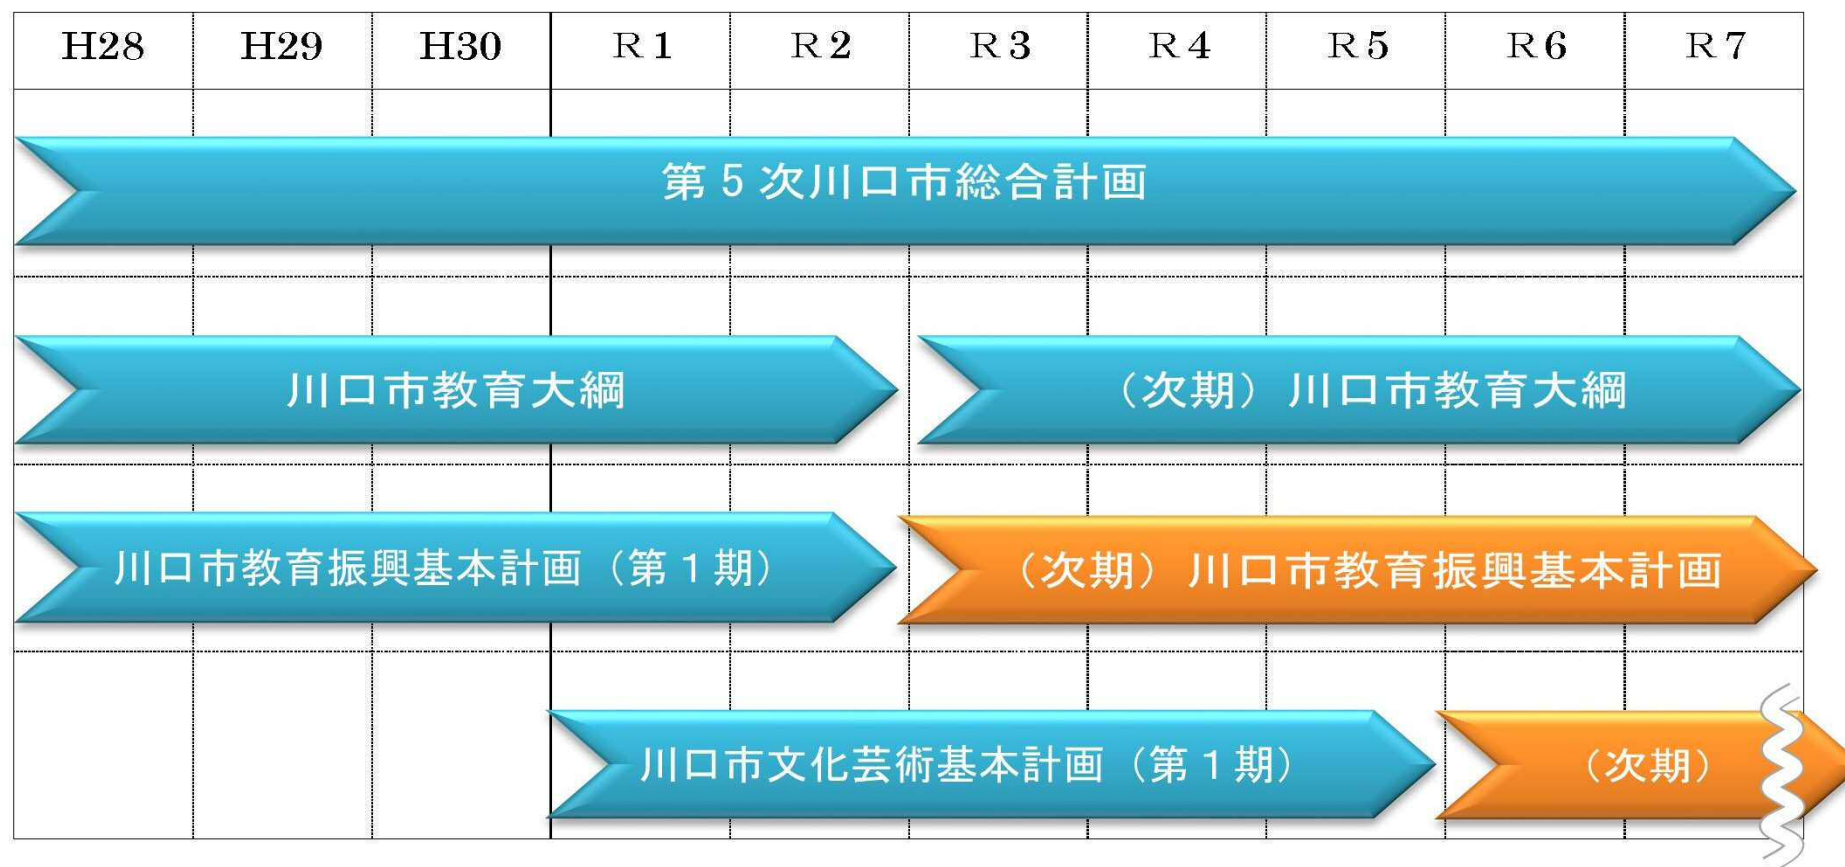 H28 H29 H30 R1 R2 R3 R4 R5 R6 R7
第5次川口市総合計画
川口市教育大綱 （次期）川口市教育大綱
川口市教育振興基本計画（第1期） （次期）川口市教育振興基本計画
川口市文化芸術基本計画（第1期） （次期）